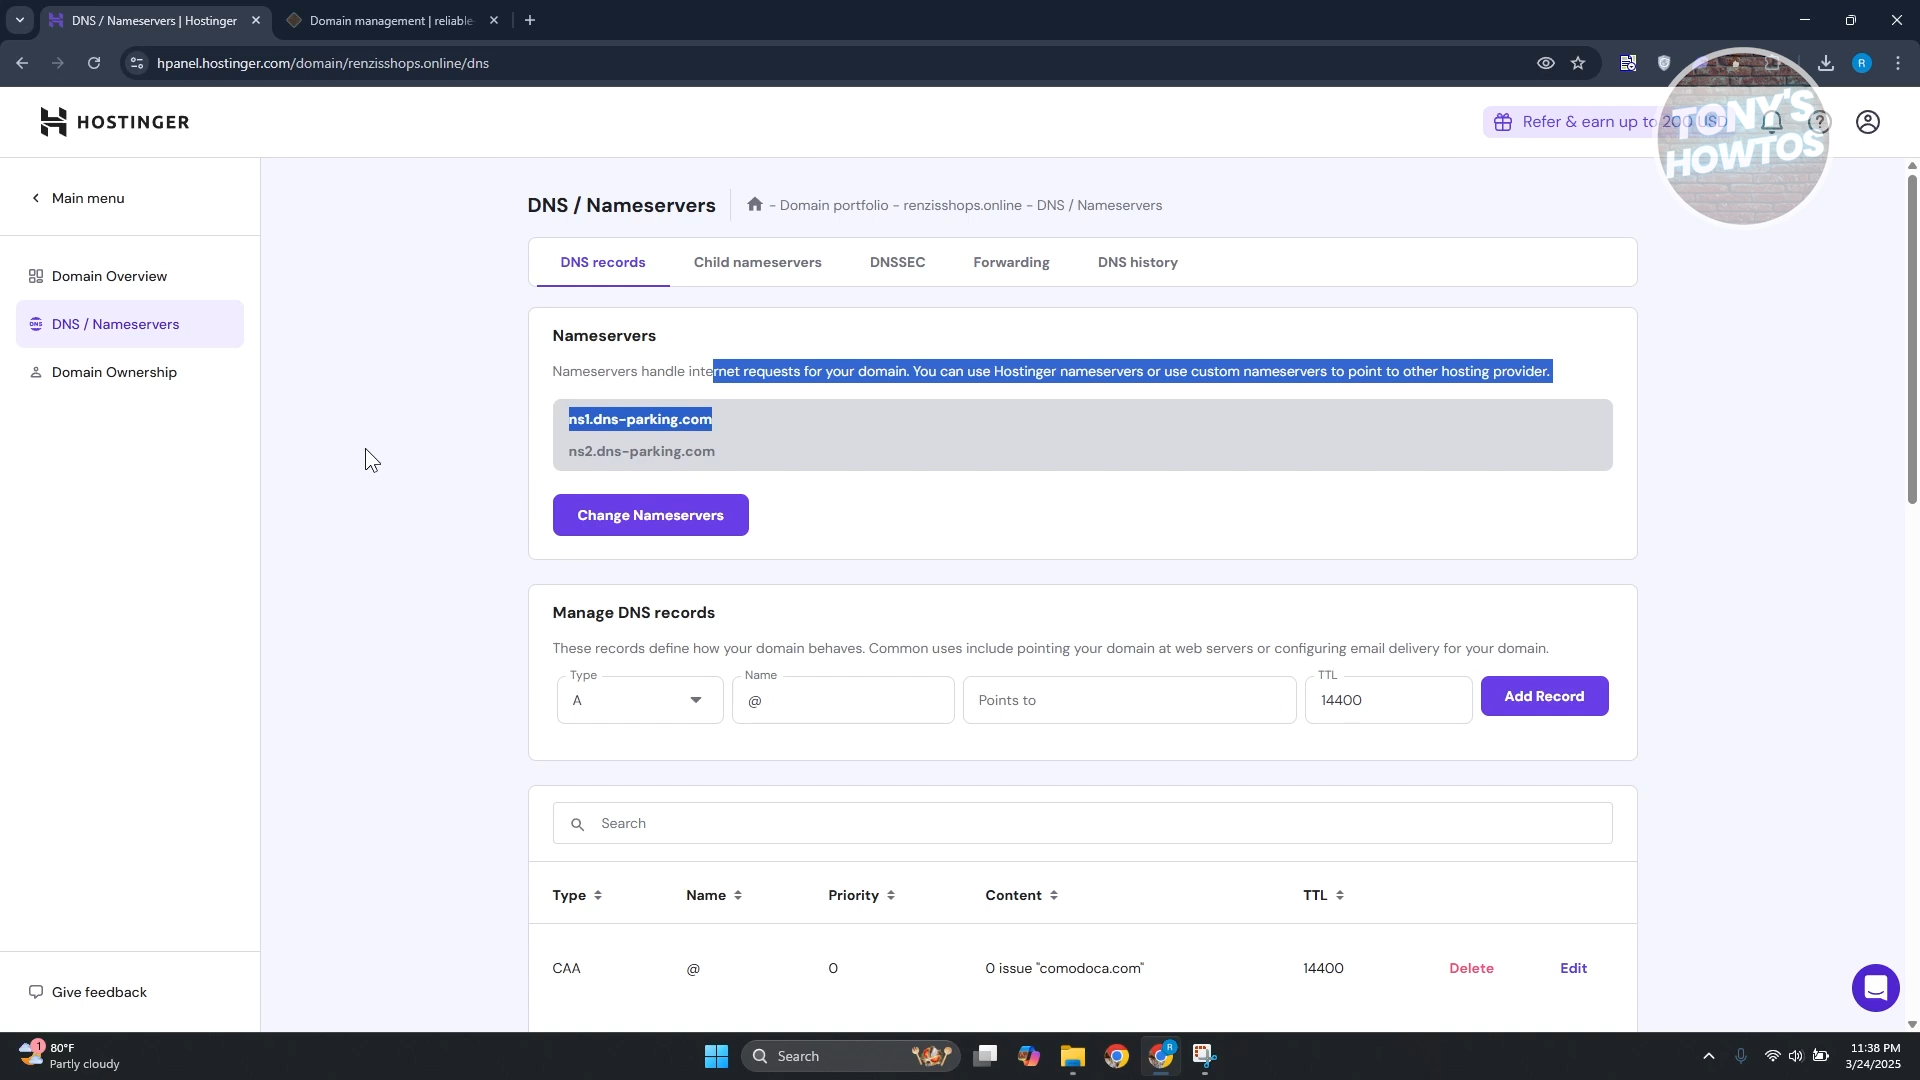 DNS / Nameservers | Hostinger
Domain management | reliable-
hpanel.hostinger.com/domain/renzisshops.online/dns
R
HOSTINGER
Refer & earn up to 200 USD
TONY'S
HOWTOS
Main menu
DNS / Nameservers
- Domain portfolio - renzisshops.online - DNS / Nameservers
Domain Overview
DNS
DNS / Nameservers
Domain Ownership
DNS records
Child nameservers
DNSSEC
Forwarding
DNS history
Nameservers
Nameservers handle internet requests for your domain. You can use Hostinger nameservers or use custom nameservers to point to other hosting provider.
ns1.dns-parking.com
ns2.dns-parking.com
Change Nameservers
Manage DNS records
These records define how your domain behaves. Common uses include pointing your domain at web servers or configuring email delivery for your domain.
Type
Name
TTL
A
@
Points to
14400
Add Record
Search
Type
Name
Priority
Content
TTL
CAA
@
0
0 issue "comodoca.com"
14400
Delete
Edit
Give feedback
1
80°F
Partly cloudy
Search
R
11:38 PM
3/24/2025